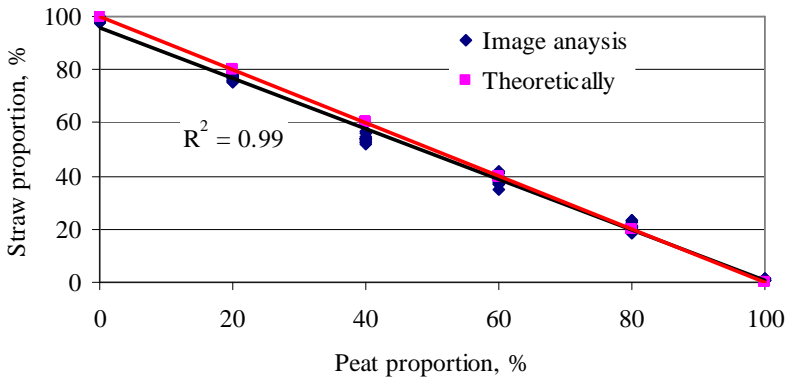 100
80
60
40
20
0
Straw proportion, %
Image anaysis
Theoretically
R² = 0.99
0 20 40 60 80 100
Peat proportion, %